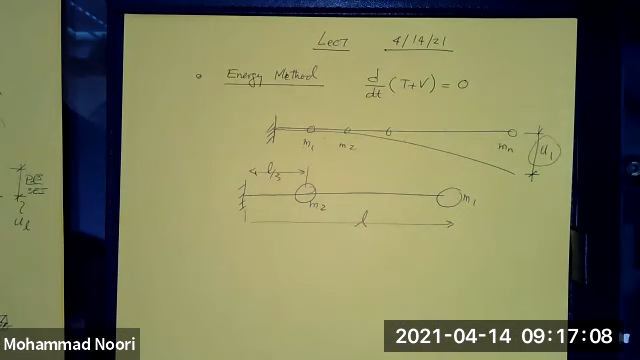 Lect 4/14/21
• Energy Method d/dt (T+V) = 0
m1 m2 mn u1
l/3
m2 m1
l
ul
Mohammad Noori
2021-04-14 09:17:08